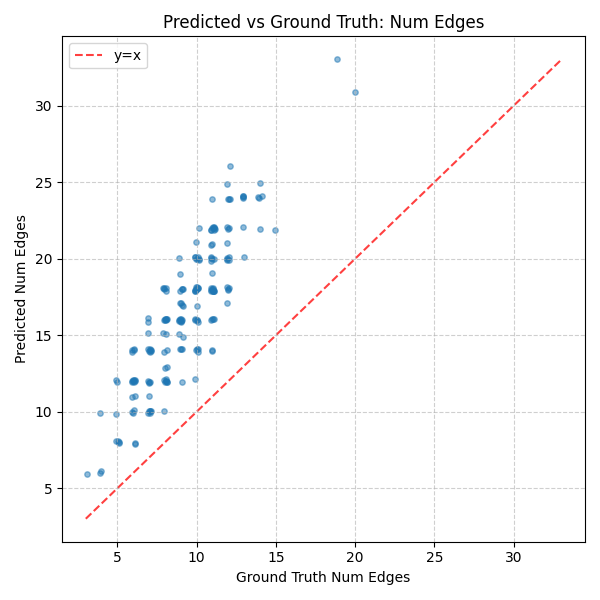 Predicted vs Ground Truth: Num Edges
y=x
30
25
20
15
10
5
Predicted Num Edges
5 10 15 20 25 30
Ground Truth Num Edges